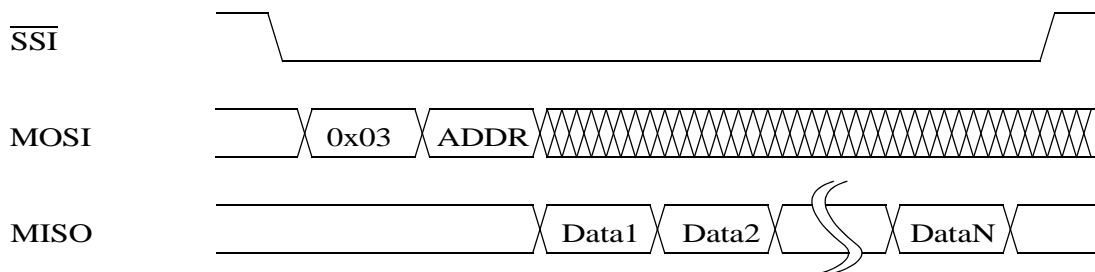 SSI
MOSI 0x03 ADDR
MISO Data1 Data2 DataN